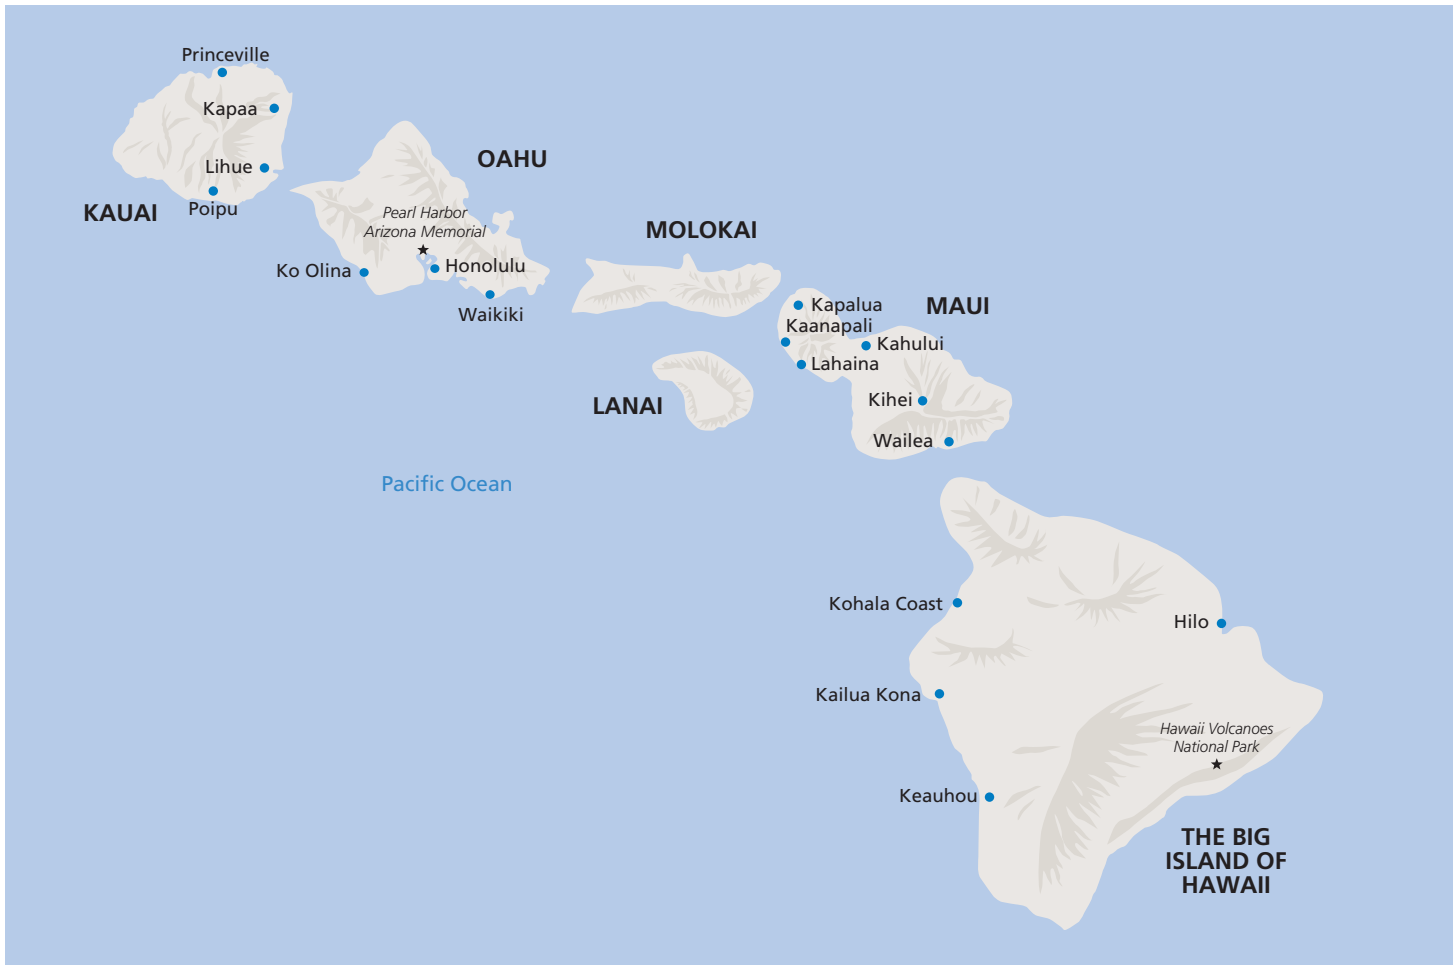 Princeville
Kapaa
Lihue
Poipu
KAUAI
OAHU
Pearl Harbor
Arizona Memorial
Ko Olina
Honolulu
Waikiki
MOLOKAI
LANAI
Kapalua
MAUI
Kaanapali
Kahului
Lahaina
Kihei
Wailea
Pacific Ocean
Kohala Coast
Hilo
Kailua Kona
Hawaii Volcanoes
National Park
Keauhou
THE BIG
ISLAND OF
HAWAII